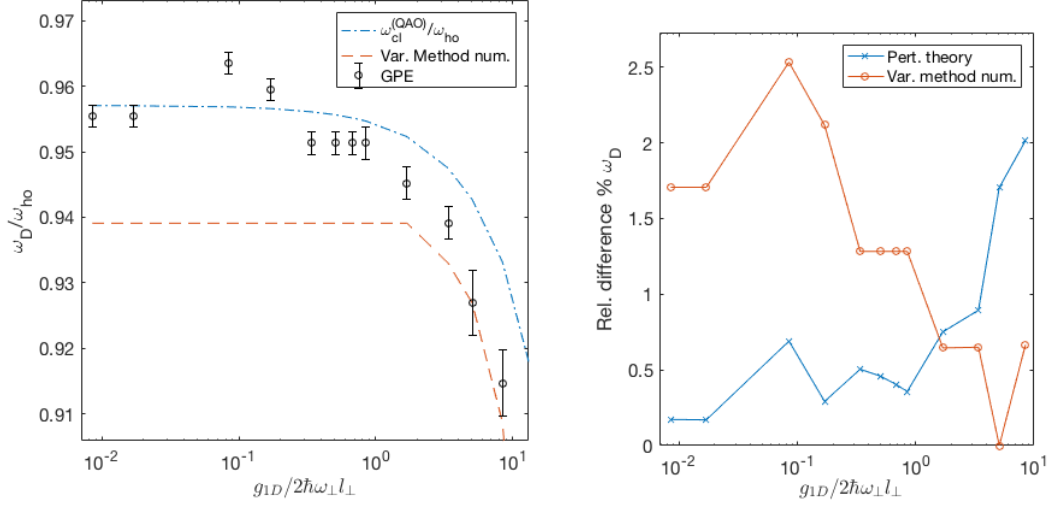 0.97
0.96
0.95
0.94
0.93
0.92
0.91
ω_D/ω_ho
10^-2
10^-1
10^0
10^1
g_1D/2ħω_⊥l_⊥
ω_cl^(QAO)/ω_ho
Var. Method num.
GPE
2.5
2
1.5
1
0.5
0
Rel. difference % ω_D
10^-2
10^-1
10^0
10^1
g_1D/2ħω_⊥l_⊥
Pert. theory
Var. method num.